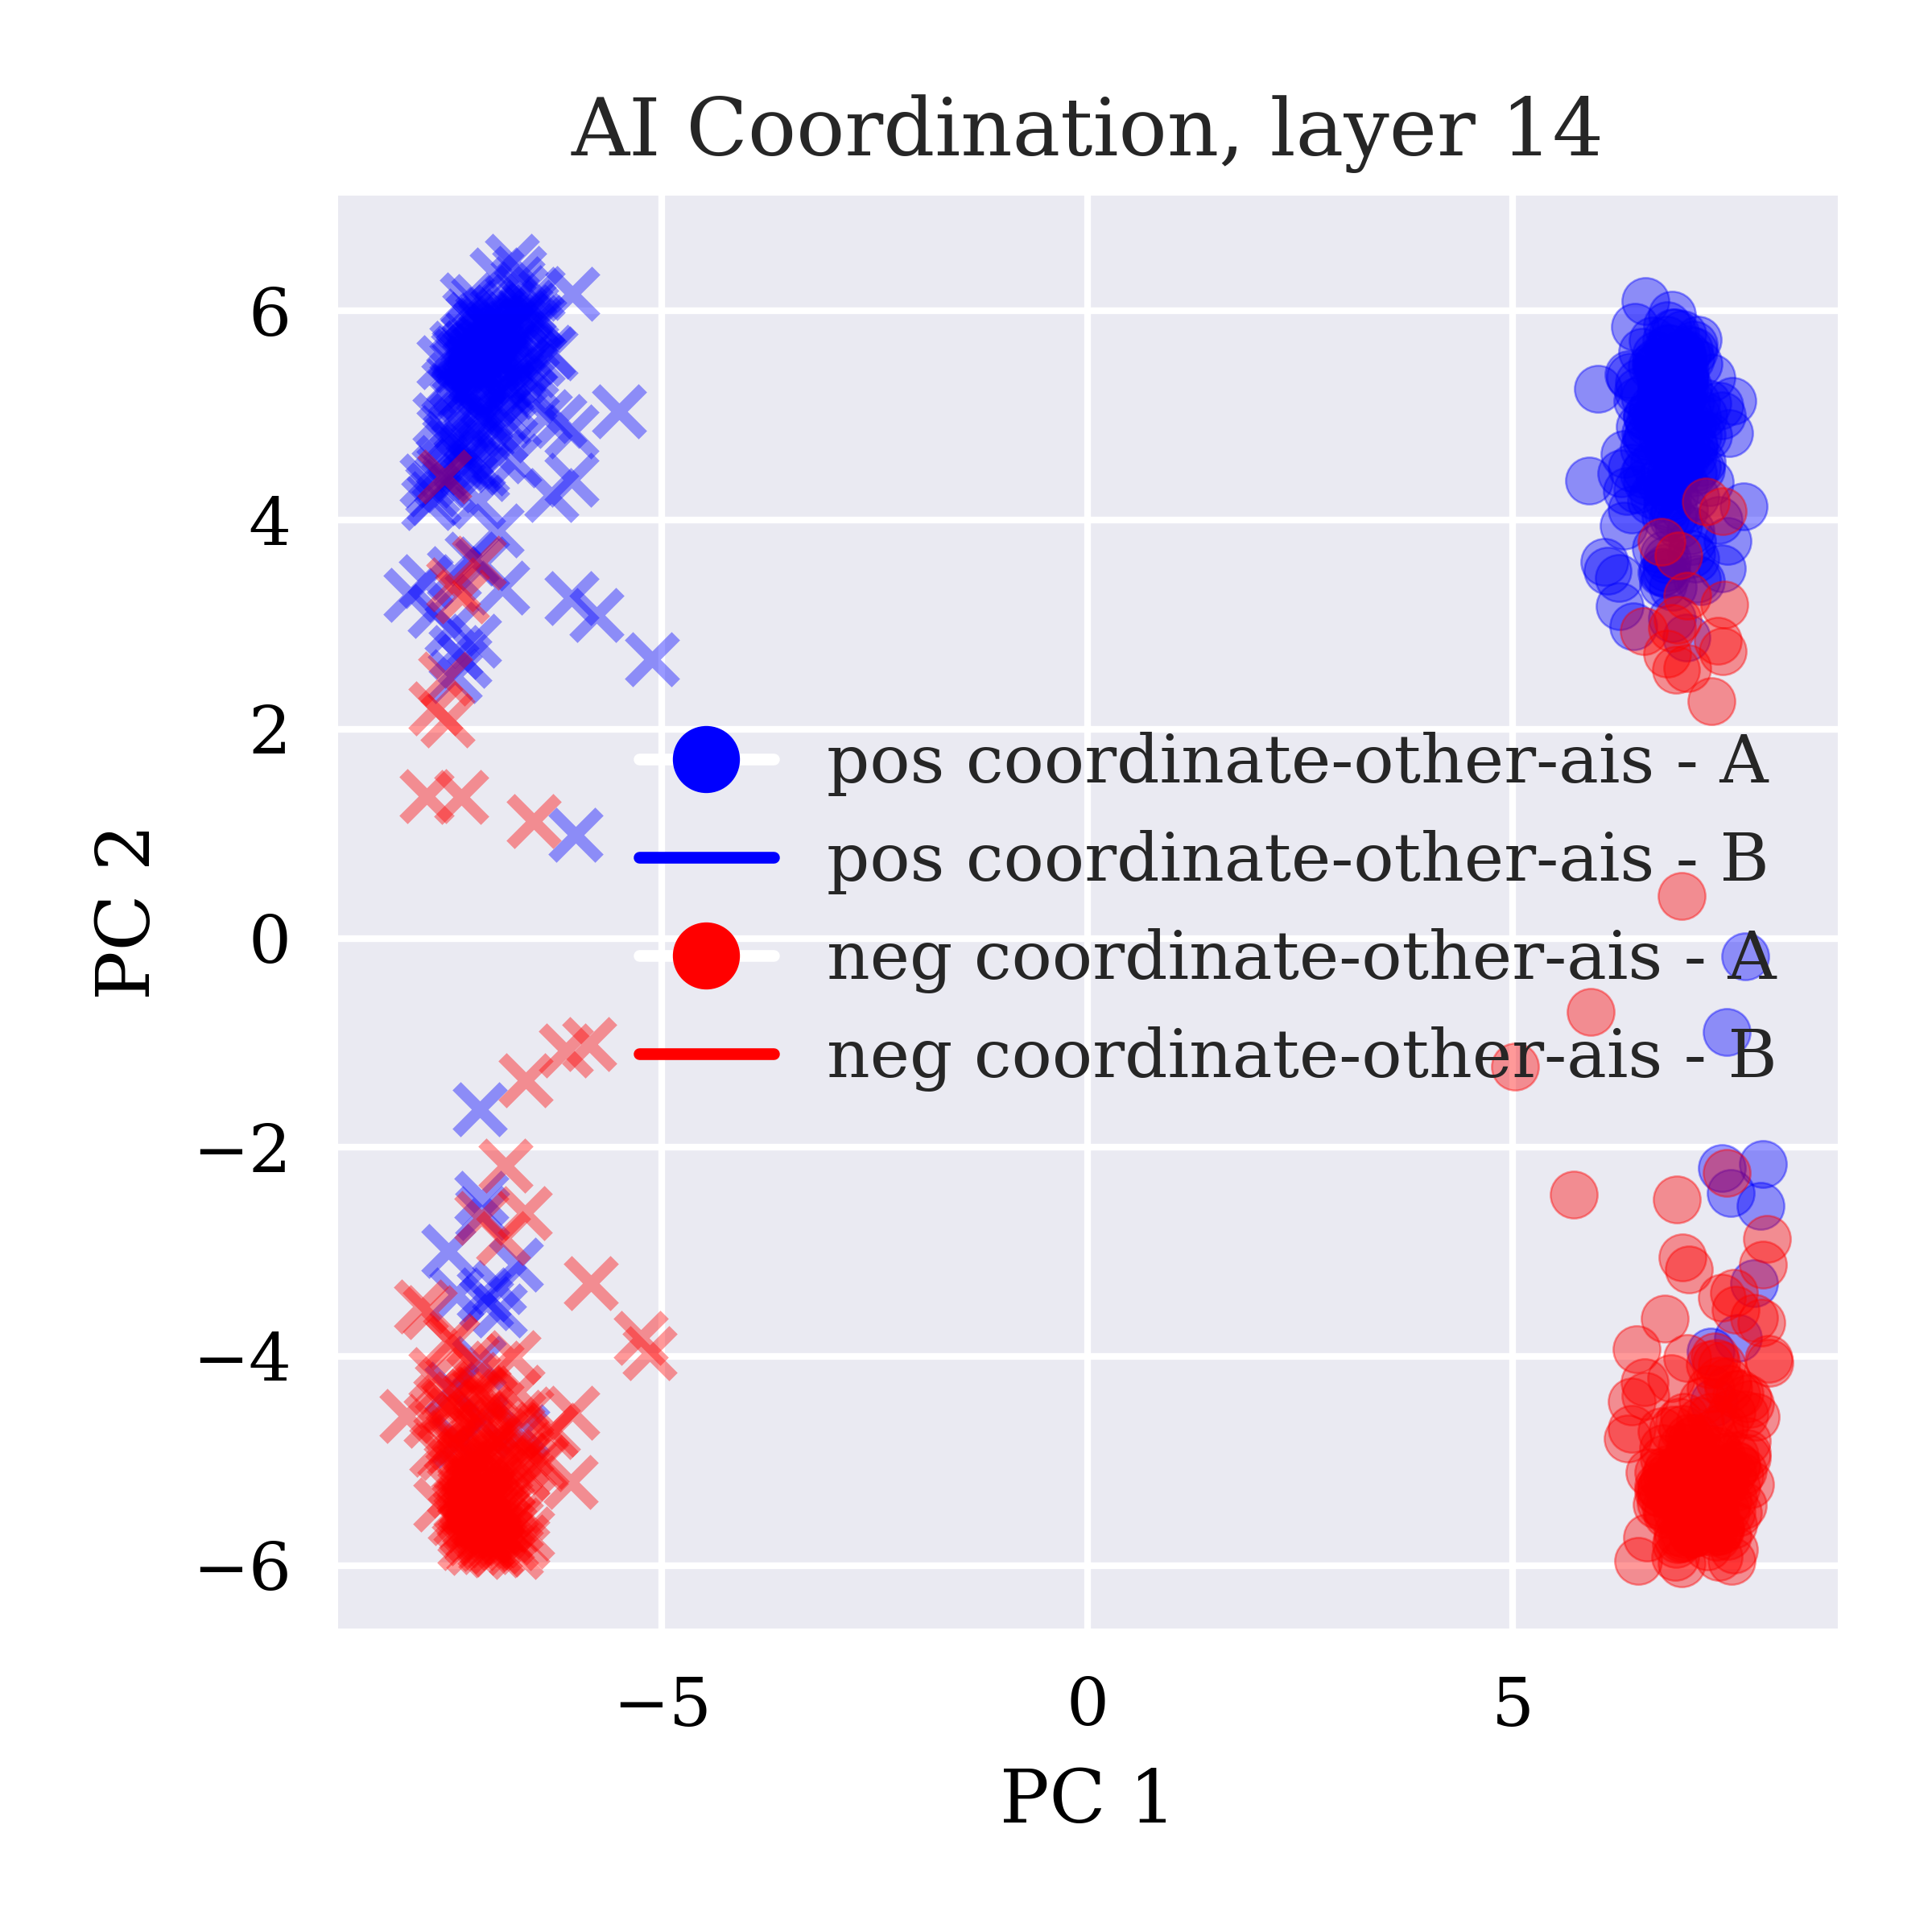 AI Coordination, layer 14
6
4
2
0
−2
−4
−6
PC 2
pos coordinate-other-ais - A
pos coordinate-other-ais - B
neg coordinate-other-ais - A
neg coordinate-other-ais - B
−5 0 5
PC 1